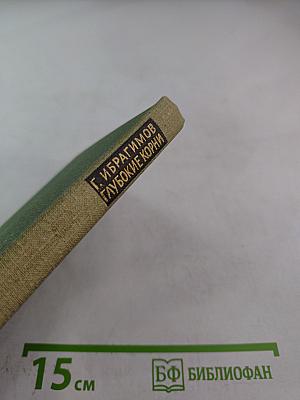 Г. ИБРАГИМОВ
ГЛУБОКИЕ КОРНИ
15 СМ
БФ БИБЛИОФАН